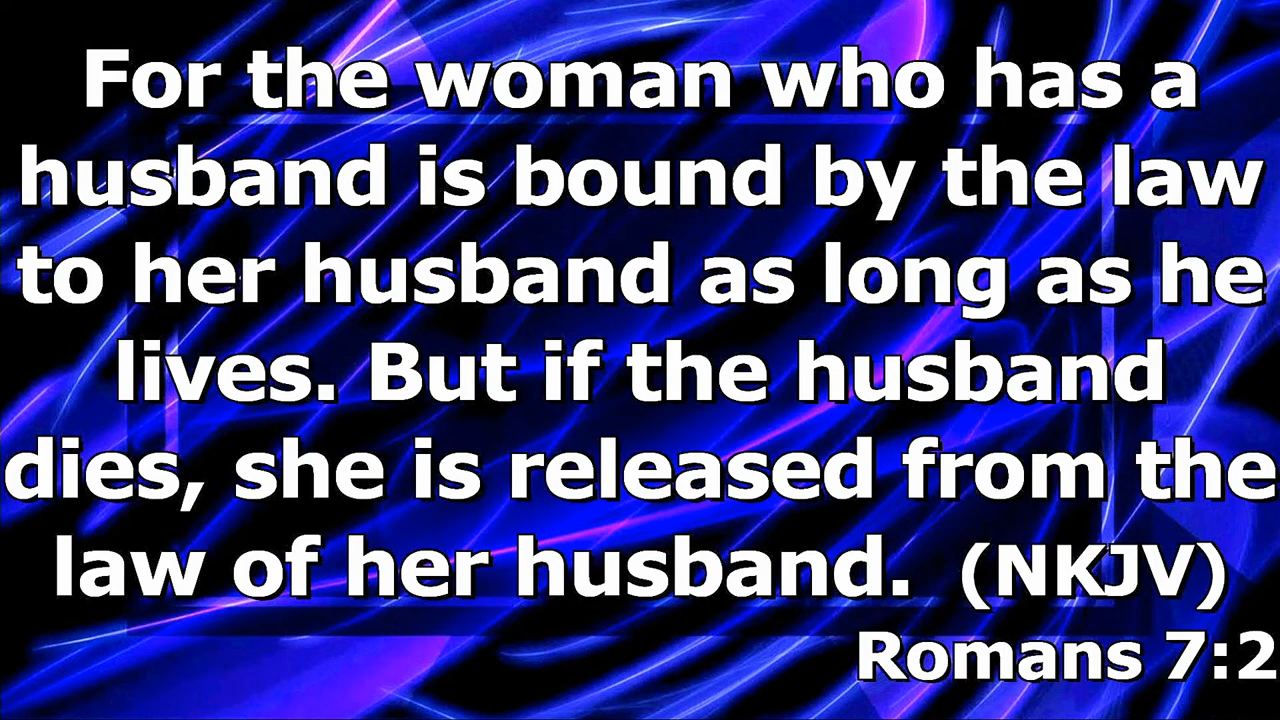 For the woman who has a
husband is bound by the law
to her husband as long as he
lives. But if the husband
dies, she is released from the
law of her husband.  (NKJV)
Romans 7:2